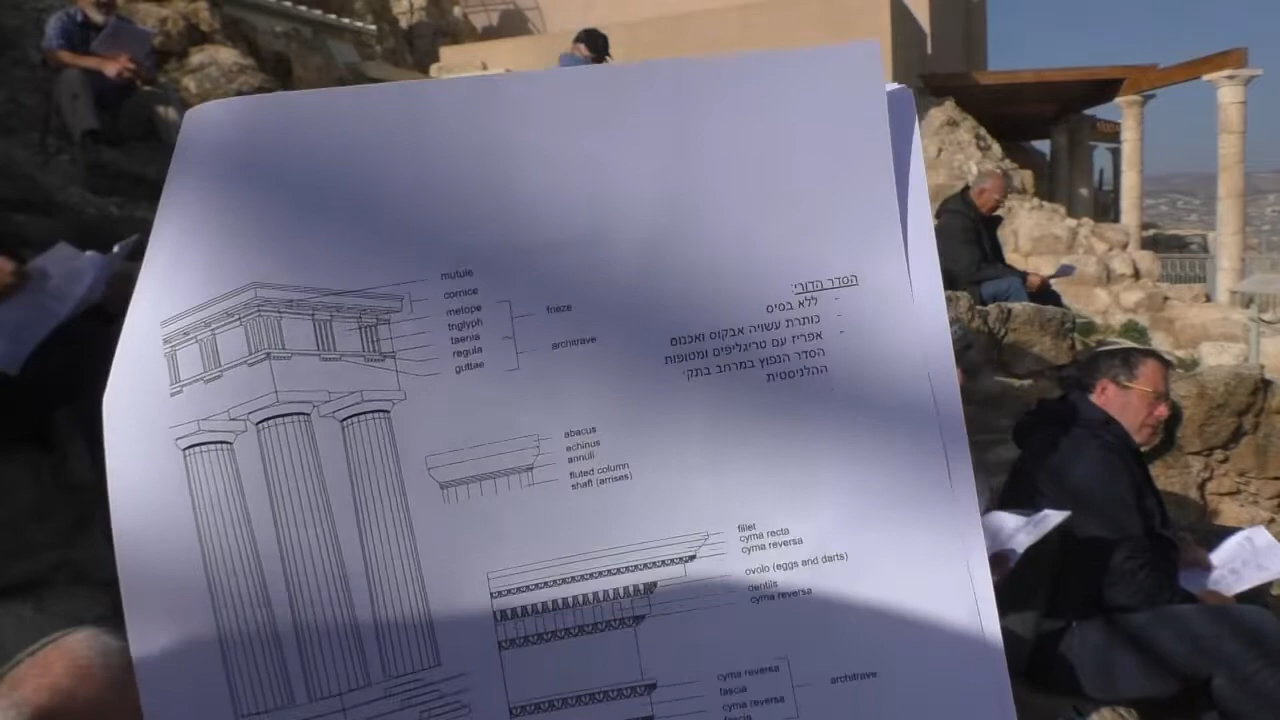 mutule
cornice
metope
triglyph
taenia
regula
guttae
frieze
architrave
הסדר הדורי:
- ללא בסיס
- כותרת עשויה אבקוס ואכנוס
- אפריז עם טריגליפים ומטופות
הסדר הנפוץ במרחב בתק'
ההלניסטית
abacus
echinus
annuli
fluted column
shaft (arrises)
fillet
cyma recta
cyma reversa
ovolo (eggs and darts)
dentils
cyma reversa
cyma reversa
fascia
cyma reversa
fascia
architrave